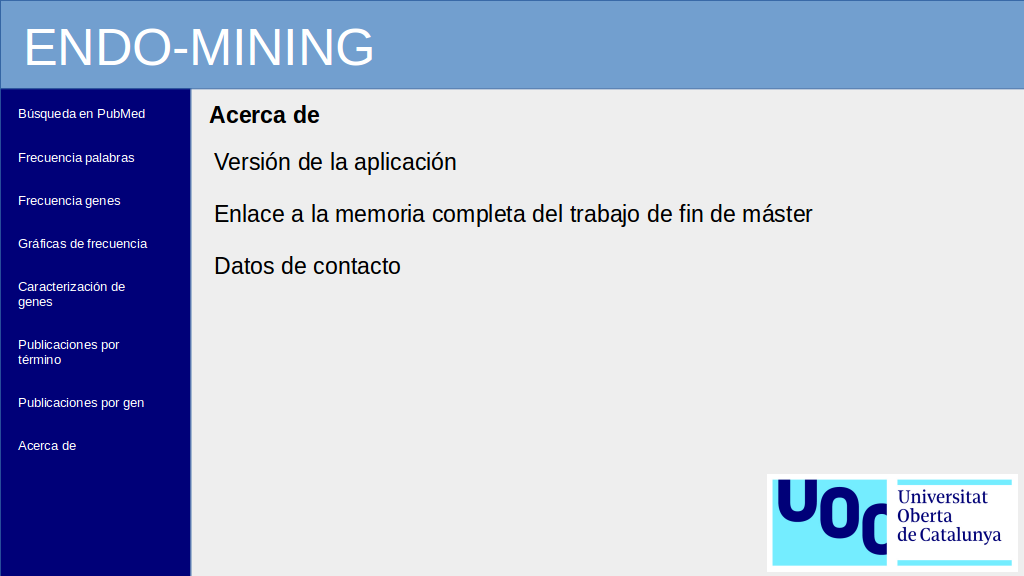 ENDO-MINING
Búsqueda en PubMed
Frecuencia palabras
Frecuencia genes
Gráficas de frecuencia
Caracterización de
genes
Publicaciones por
término
Publicaciones por gen
Acerca de
Acerca de
Versión de la aplicación
Enlace a la memoria completa del trabajo de fin de máster
Datos de contacto
UOC
Universitat
Oberta
de Catalunya